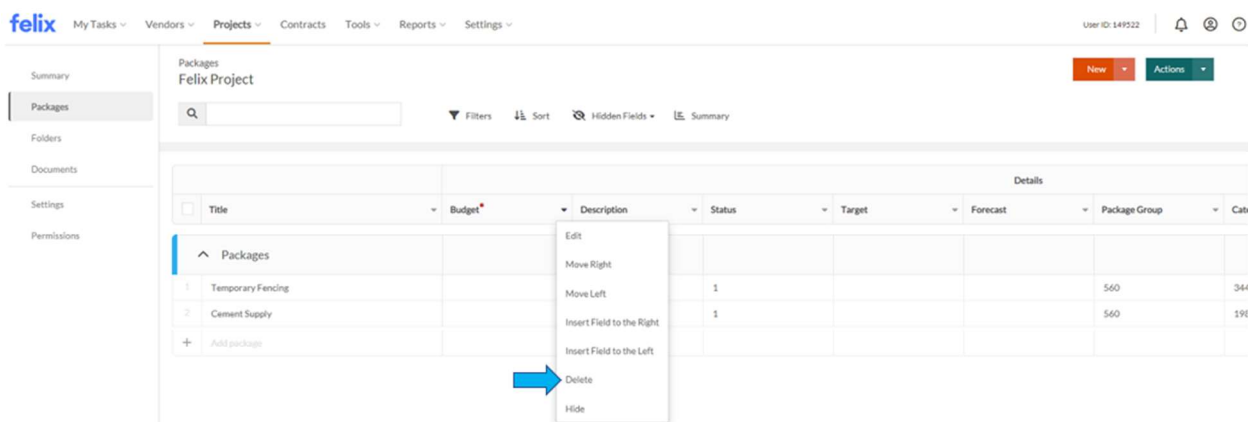 felix My Tasks Vendors Projects Contracts Tools Reports Settings User ID: 149522
Summary
Packages
Folders
Documents
Settings
Permissions
Packages
Felix Project
New Actions
Filters Sort Hidden Fields Summary
Details
Title Budget* Description Status Target Forecast Package Group Cat
Packages
1 Temporary Fencing 1 560 344
2 Cement Supply 1 560 198
+ Add package
Edit
Move Right
Move Left
Insert Field to the Right
Insert Field to the Left
Delete
Hide